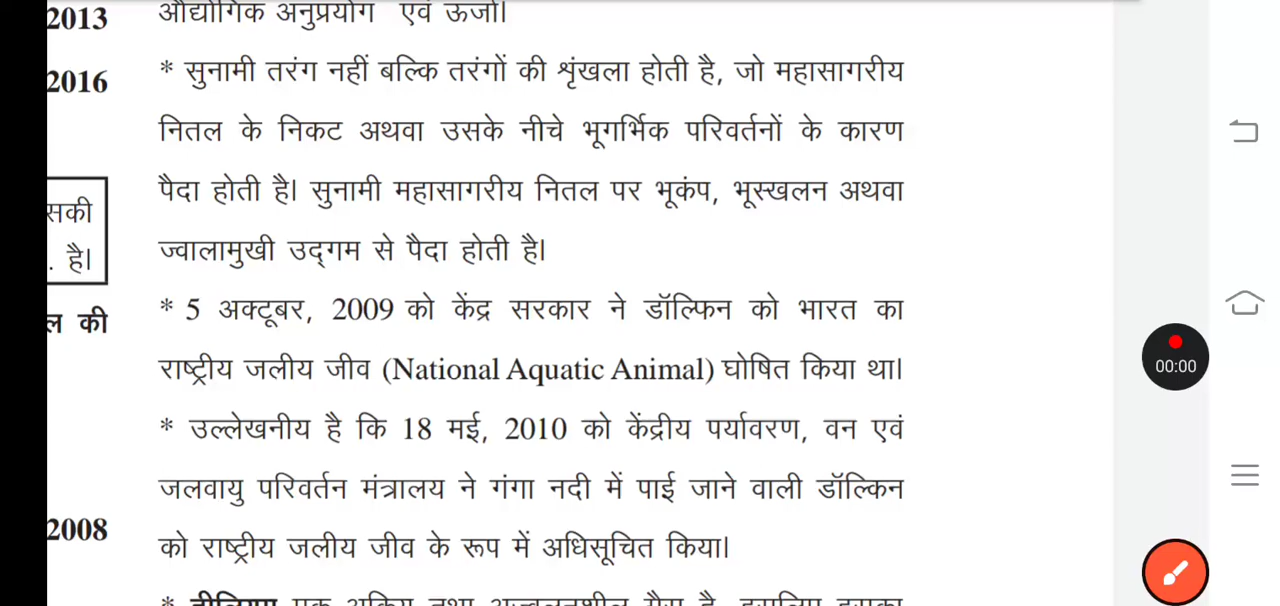 2013
औद्योगिक अनुप्रयोग एवं ऊर्जा।
2016
* सुनामी तरंग नहीं बल्कि तरंगों की शृंखला होती है, जो महासागरीय
नितल के निकट अथवा उसके नीचे भूगर्भिक परिवर्तनों के कारण
पैदा होती है। सुनामी महासागरीय नितल पर भूकंप, भूस्खलन अथवा
सकी
ज्वालामुखी उद्गम से पैदा होती है।
. है।
* 5 अक्टूबर, 2009 को केंद्र सरकार ने डॉल्फिन को भारत का
ल की
राष्ट्रीय जलीय जीव (National Aquatic Animal) घोषित किया था।
00:00
* उल्लेखनीय है कि 18 मई, 2010 को केंद्रीय पर्यावरण, वन एवं
जलवायु परिवर्तन मंत्रालय ने गंगा नदी में पाई जाने वाली डॉल्किन
2008
को राष्ट्रीय जलीय जीव के रूप में अधिसूचित किया।